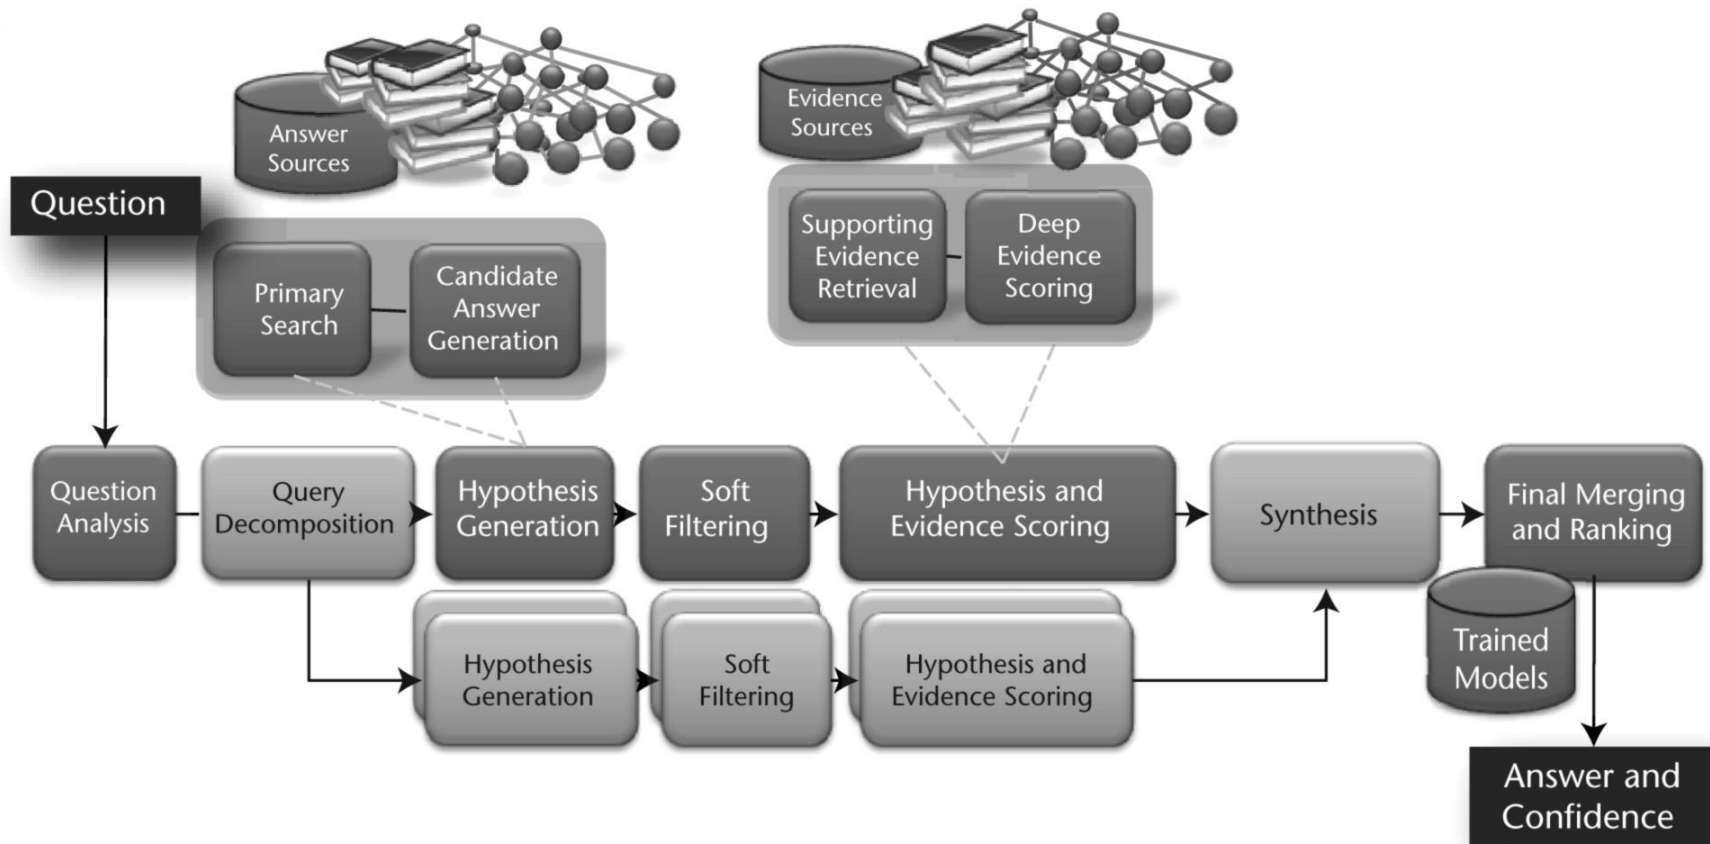 Answer
Sources
Evidence
Sources
Question
Primary
Search
Candidate
Answer
Generation
Supporting
Evidence
Retrieval
Deep
Evidence
Scoring
Question
Analysis
Query
Decomposition
Hypothesis
Generation
Soft
Filtering
Hypothesis and
Evidence Scoring
Synthesis
Final Merging
and Ranking
Hypothesis
Generation
Soft
Filtering
Hypothesis and
Evidence Scoring
Trained
Models
Answer and
Confidence